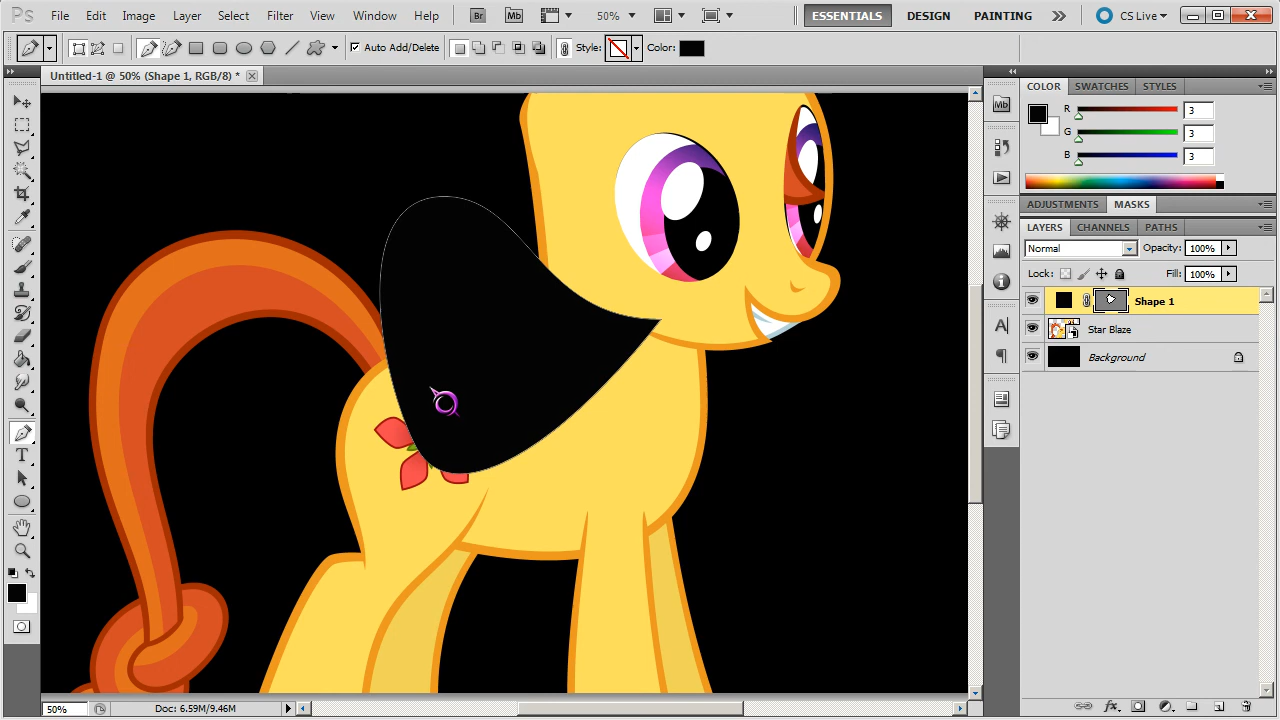 Ps File Edit Image Layer Select Filter View Window Help Br Mb 50% ESSENTIALS DESIGN PAINTING CS Live
Auto Add/Delete Style: Color:
Untitled-1 @ 50% (Shape 1, RGB/8) *
COLOR SWATCHES STYLES
R 3
G 3
B 3
Mb
ADJUSTMENTS MASKS
LAYERS CHANNELS PATHS
Normal Opacity: 100%
Lock: Fill: 100%
Shape 1
Star Blaze
Background
A
T
fx
50% Doc: 6.59M/9.46M